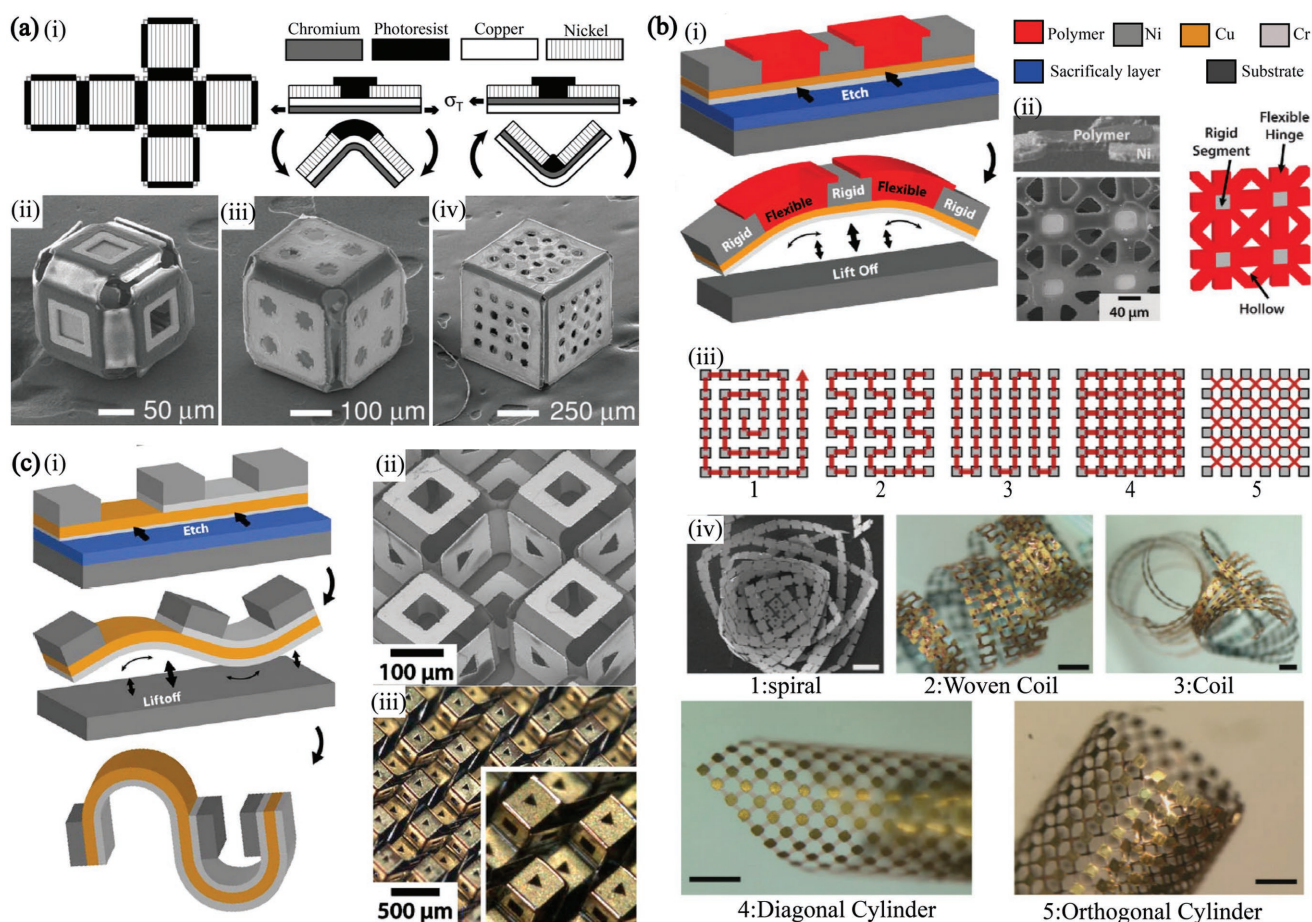 (a) (i)
Chromium Photoresist Copper Nickel
σT
(ii) (iii) (iv)
50 μm 100 μm 250 μm
(b) (i)
Polymer Ni Cu Cr
Sacrificaly layer Substrate
Etch
Rigid Flexible Rigid Flexible Rigid
Lift Off
(ii)
Polymer
Ni
40 μm
Rigid
Segment
Flexible
Hinge
Hollow
(iii)
1 2 3 4 5
(iv)
1:spiral 2:Woven Coil 3:Coil
4:Diagonal Cylinder 5:Orthogonal Cylinder
(c) (i)
Etch
Liftoff
(ii)
100 μm
(iii)
500 μm